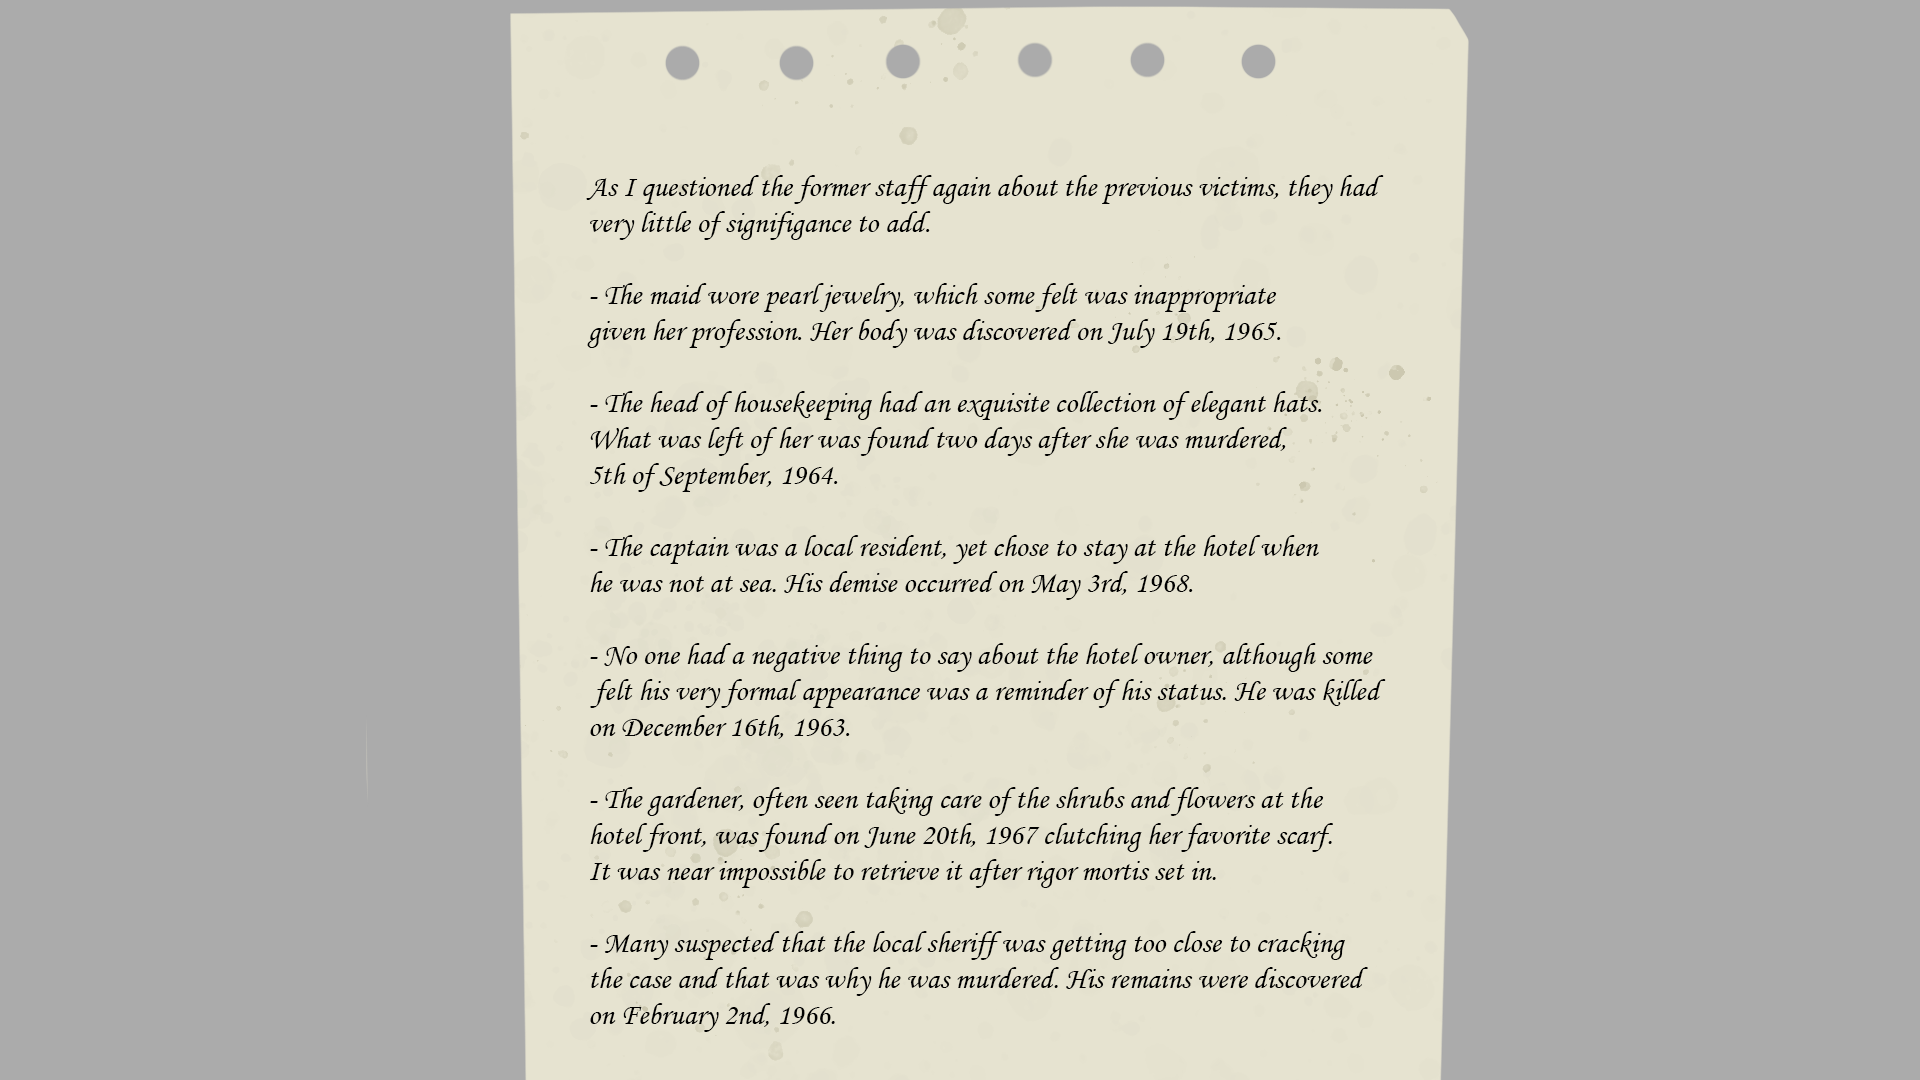 As I questioned the former staff again about the previous victims, they had
very little of signifigance to add.
- The maid wore pearl jewelry, which some felt was inappropriate
given her profession. Her body was discovered on July 19th, 1965.
- The head of housekeeping had an exquisite collection of elegant hats.
What was left of her was found two days after she was murdered,
5th of September, 1964.
- The captain was a local resident, yet chose to stay at the hotel when
he was not at sea. His demise occurred on May 3rd, 1968.
- No one had a negative thing to say about the hotel owner, although some
felt his very formal appearance was a reminder of his status. He was killed
on December 16th, 1963.
- The gardener, often seen taking care of the shrubs and flowers at the
hotel front, was found on June 20th, 1967 clutching her favorite scarf.
It was near impossible to retrieve it after rigor mortis set in.
- Many suspected that the local sheriff was getting too close to cracking
the case and that was why he was murdered. His remains were discovered
on February 2nd, 1966.